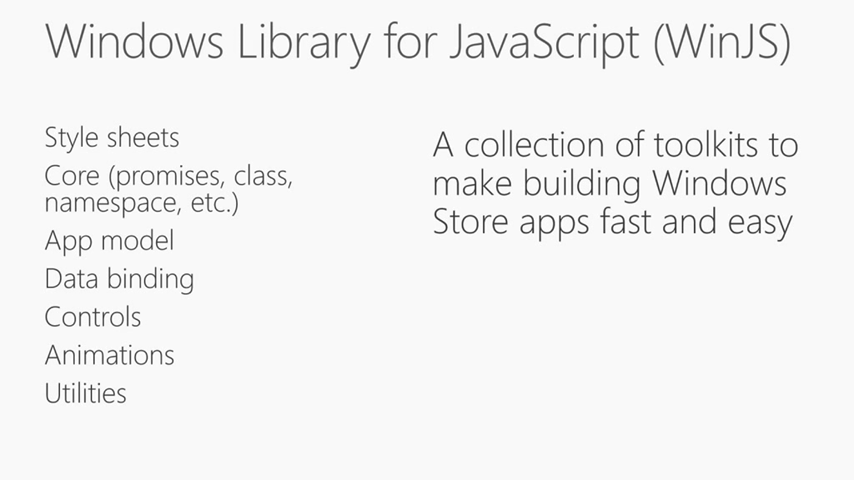 Windows Library for JavaScript (WinJS)
Style sheets
Core (promises, class,
namespace, etc.)
App model
Data binding
Controls
Animations
Utilities
A collection of toolkits to
make building Windows
Store apps fast and easy